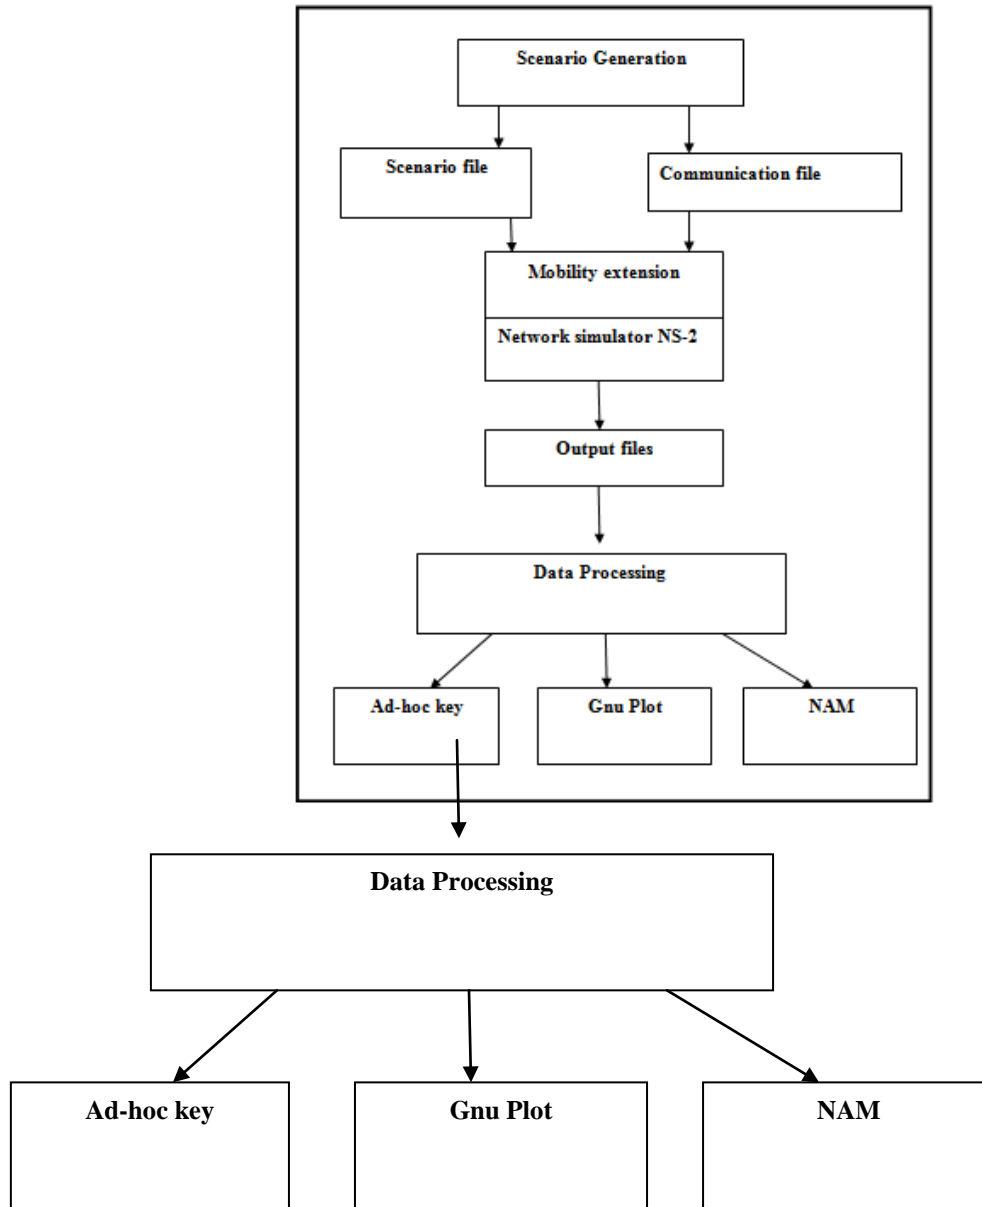 Scenario Generation
Scenario file
Communication file
Mobility extension
Network simulator NS-2
Output files
Data Processing
Ad-hoc key
Gnu Plot
NAM
Data Processing
Ad-hoc key
Gnu Plot
NAM